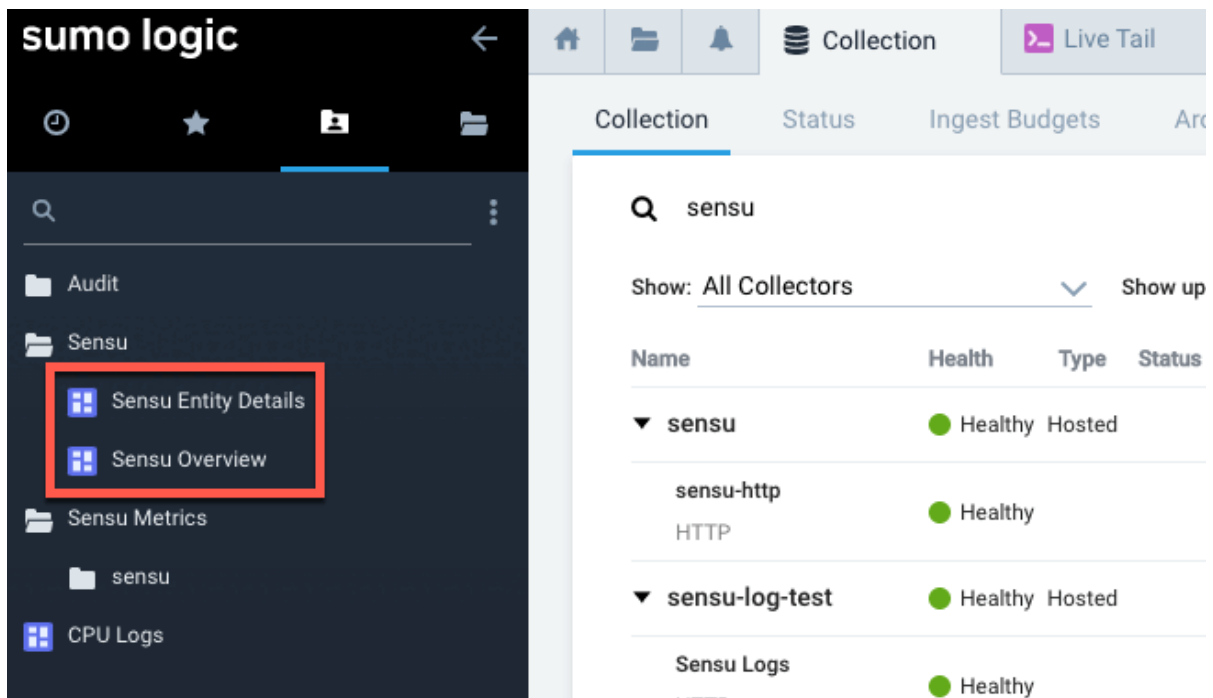 sumo logic
Collection
Live Tail
Collection Status Ingest Budgets
sensu
Audit
Show: All Collectors Show up
Sensu
Name Health Type Status
Sensu Entity Details
sensu Healthy Hosted
Sensu Overview
sensu-http Healthy
HTTP
Sensu Metrics
sensu
sensu-log-test Healthy Hosted
CPU Logs
Sensu Logs Healthy